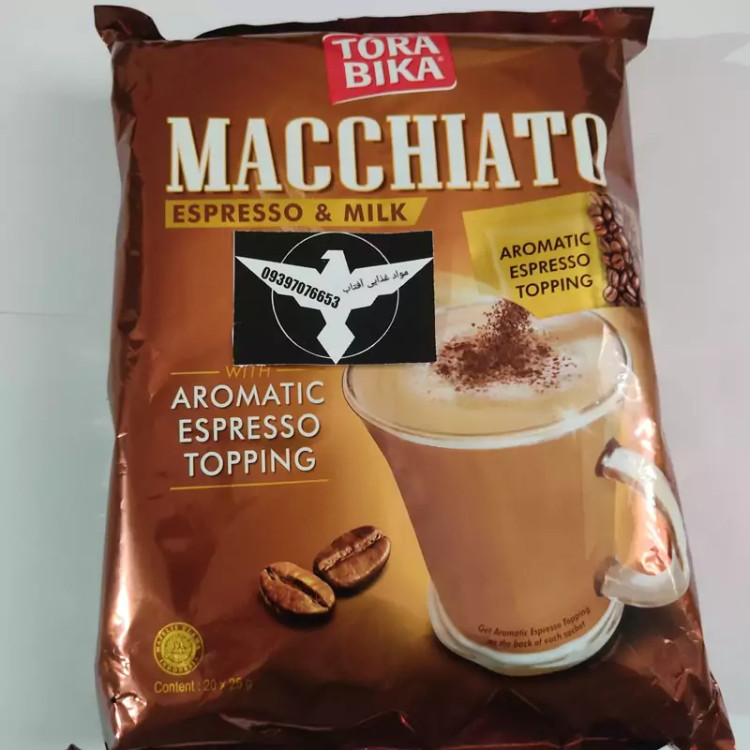 TORA
BIKA®
MACCHIATO
ESPRESSO & MILK
AROMATIC
ESPRESSO
TOPPING
09397076653
مواد غذایی آفتاب
WITH
AROMATIC
ESPRESSO
TOPPING
Get Aromatic Espresso Topping
on the back of each sachet
Content : 20 x 25 g